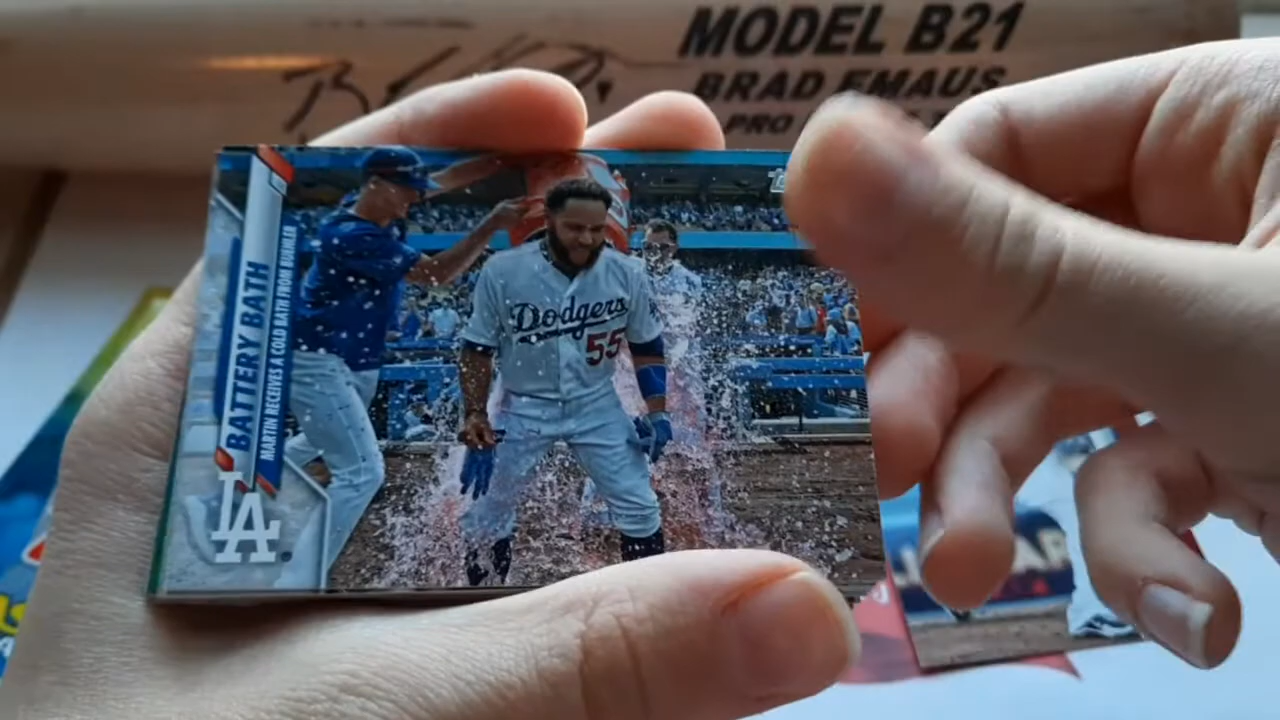 MODEL B21
BRAD EMAUS
PRO
BATTERY BATH
MARTIN RECEIVES A COLD BATH FROM BUEHLER
Dodgers
55
LA